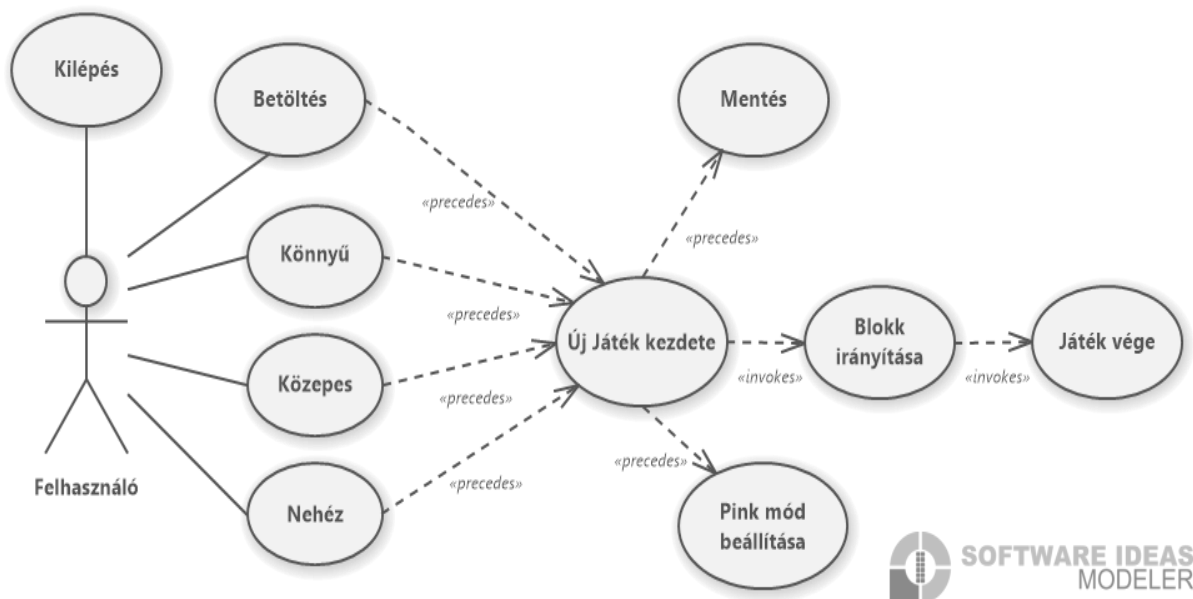 Kilépés
Betöltés
Mentés
«precedes»
Könnyű
«precedes»
«precedes»
Új Játék kezdete
Blokk
irányítása
Játék vége
Közepes
«precedes»
«invokes»
«invokes»
«precedes»
«precedes»
Felhasználó
Nehéz
Pink mód
beállítása
SOFTWARE IDEAS
MODELER